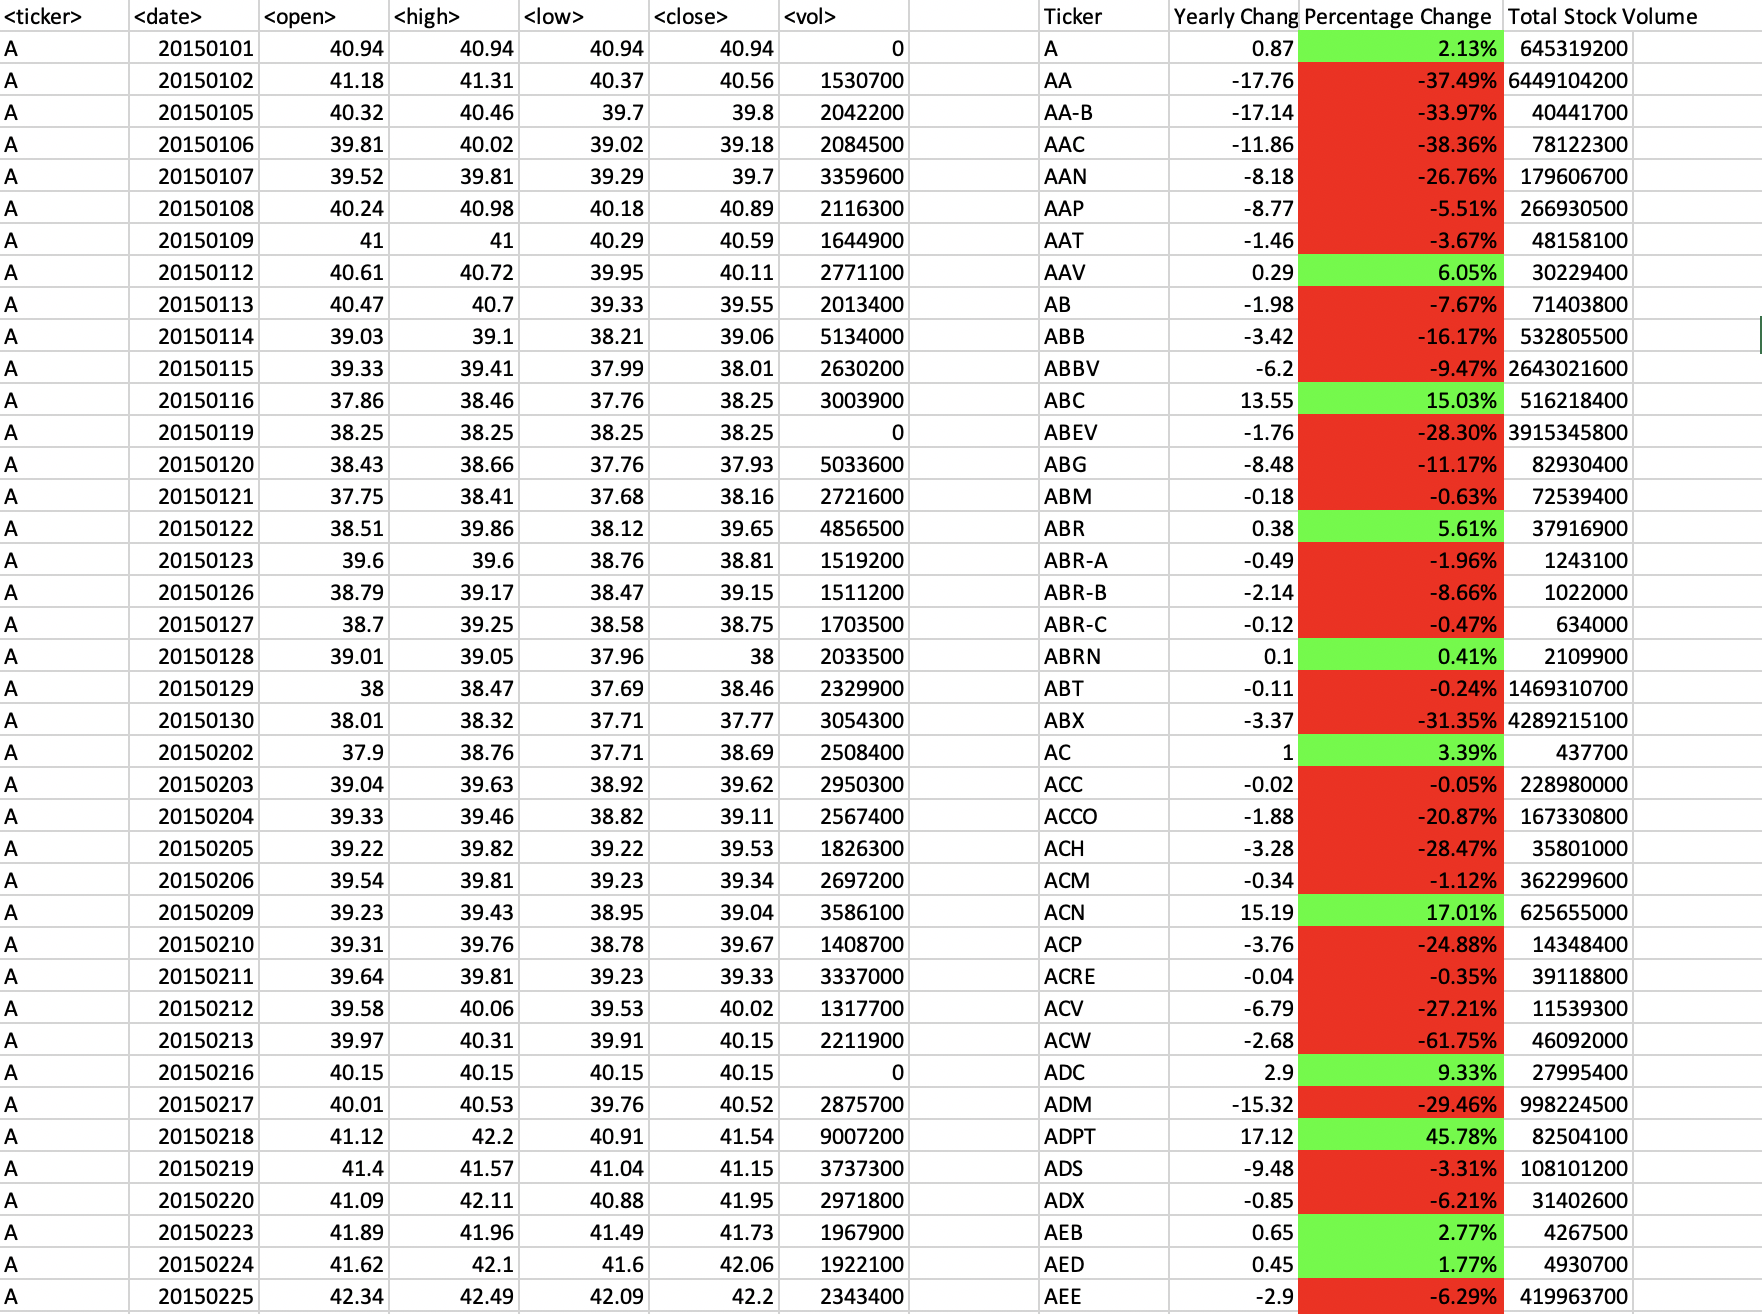 <ticker> <date> <open> <high> <low> <close> <vol> Ticker Yearly Chang Percentage Change Total Stock Volume
A 20150101 40.94 40.94 40.94 40.94 0 A 0.87 2.13% 645319200
A 20150102 41.18 41.31 40.37 40.56 1530700 AA -17.76 -37.49% 6449104200
A 20150105 40.32 40.46 39.7 39.8 2042200 AA-B -17.14 -33.97% 40441700
A 20150106 39.81 40.02 39.02 39.18 2084500 AAC -11.86 -38.36% 78122300
A 20150107 39.52 39.81 39.29 39.7 3359600 AAN -8.18 -26.76% 179606700
A 20150108 40.24 40.98 40.18 40.89 2116300 AAP -8.77 -5.51% 266930500
A 20150109 41 41 40.29 40.59 1644900 AAT -1.46 -3.67% 48158100
A 20150112 40.61 40.72 39.95 40.11 2771100 AAV 0.29 6.05% 30229400
A 20150113 40.47 40.7 39.33 39.55 2013400 AB -1.98 -7.67% 71403800
A 20150114 39.03 39.1 38.21 39.06 5134000 ABB -3.42 -16.17% 532805500
A 20150115 39.33 39.41 37.99 38.01 2630200 ABBV -6.2 -9.47% 2643021600
A 20150116 37.86 38.46 37.76 38.25 3003900 ABC 13.55 15.03% 516218400
A 20150119 38.25 38.25 38.25 38.25 0 ABEV -1.76 -28.30% 3915345800
A 20150120 38.43 38.66 37.76 37.93 5033600 ABG -8.48 -11.17% 82930400
A 20150121 37.75 38.41 37.68 38.16 2721600 ABM -0.18 -0.63% 72539400
A 20150122 38.51 39.86 38.12 39.65 4856500 ABR 0.38 5.61% 37916900
A 20150123 39.6 39.6 38.76 38.81 1519200 ABR-A -0.49 -1.96% 1243100
A 20150126 38.79 39.17 38.47 39.15 1511200 ABR-B -2.14 -8.66% 1022000
A 20150127 38.7 39.25 38.58 38.75 1703500 ABR-C -0.12 -0.47% 634000
A 20150128 39.01 39.05 37.96 38 2033500 ABRN 0.1 0.41% 2109900
A 20150129 38 38.47 37.69 38.46 2329900 ABT -0.11 -0.24% 1469310700
A 20150130 38.01 38.32 37.71 37.77 3054300 ABX -3.37 -31.35% 4289215100
A 20150202 37.9 38.76 37.71 38.69 2508400 AC 1 3.39% 437700
A 20150203 39.04 39.63 38.92 39.62 2950300 ACC -0.02 -0.05% 228980000
A 20150204 39.33 39.46 38.82 39.11 2567400 ACCO -1.88 -20.87% 167330800
A 20150205 39.22 39.82 39.22 39.53 1826300 ACH -3.28 -28.47% 35801000
A 20150206 39.54 39.81 39.23 39.34 2697200 ACM -0.34 -1.12% 362299600
A 20150209 39.23 39.43 38.95 39.04 3586100 ACN 15.19 17.01% 625655000
A 20150210 39.31 39.76 38.78 39.67 1408700 ACP -3.76 -24.88% 14348400
A 20150211 39.64 39.81 39.23 39.33 3337000 ACRE -0.04 -0.35% 39118800
A 20150212 39.58 40.06 39.53 40.02 1317700 ACV -6.79 -27.21% 11539300
A 20150213 39.97 40.31 39.91 40.15 2211900 ACW -2.68 -61.75% 46092000
A 20150216 40.15 40.15 40.15 40.15 0 ADC 2.9 9.33% 27995400
A 20150217 40.01 40.53 39.76 40.52 2875700 ADM -15.32 -29.46% 998224500
A 20150218 41.12 42.2 40.91 41.54 9007200 ADPT 17.12 45.78% 82504100
A 20150219 41.4 41.57 41.04 41.15 3737300 ADS -9.48 -3.31% 108101200
A 20150220 41.09 42.11 40.88 41.95 2971800 ADX -0.85 -6.21% 31402600
A 20150223 41.89 41.96 41.49 41.73 1967900 AEB 0.65 2.77% 4267500
A 20150224 41.62 42.1 41.6 42.06 1922100 AED 0.45 1.77% 4930700
A 20150225 42.34 42.49 42.09 42.2 2343400 AEE -2.9 -6.29% 419963700